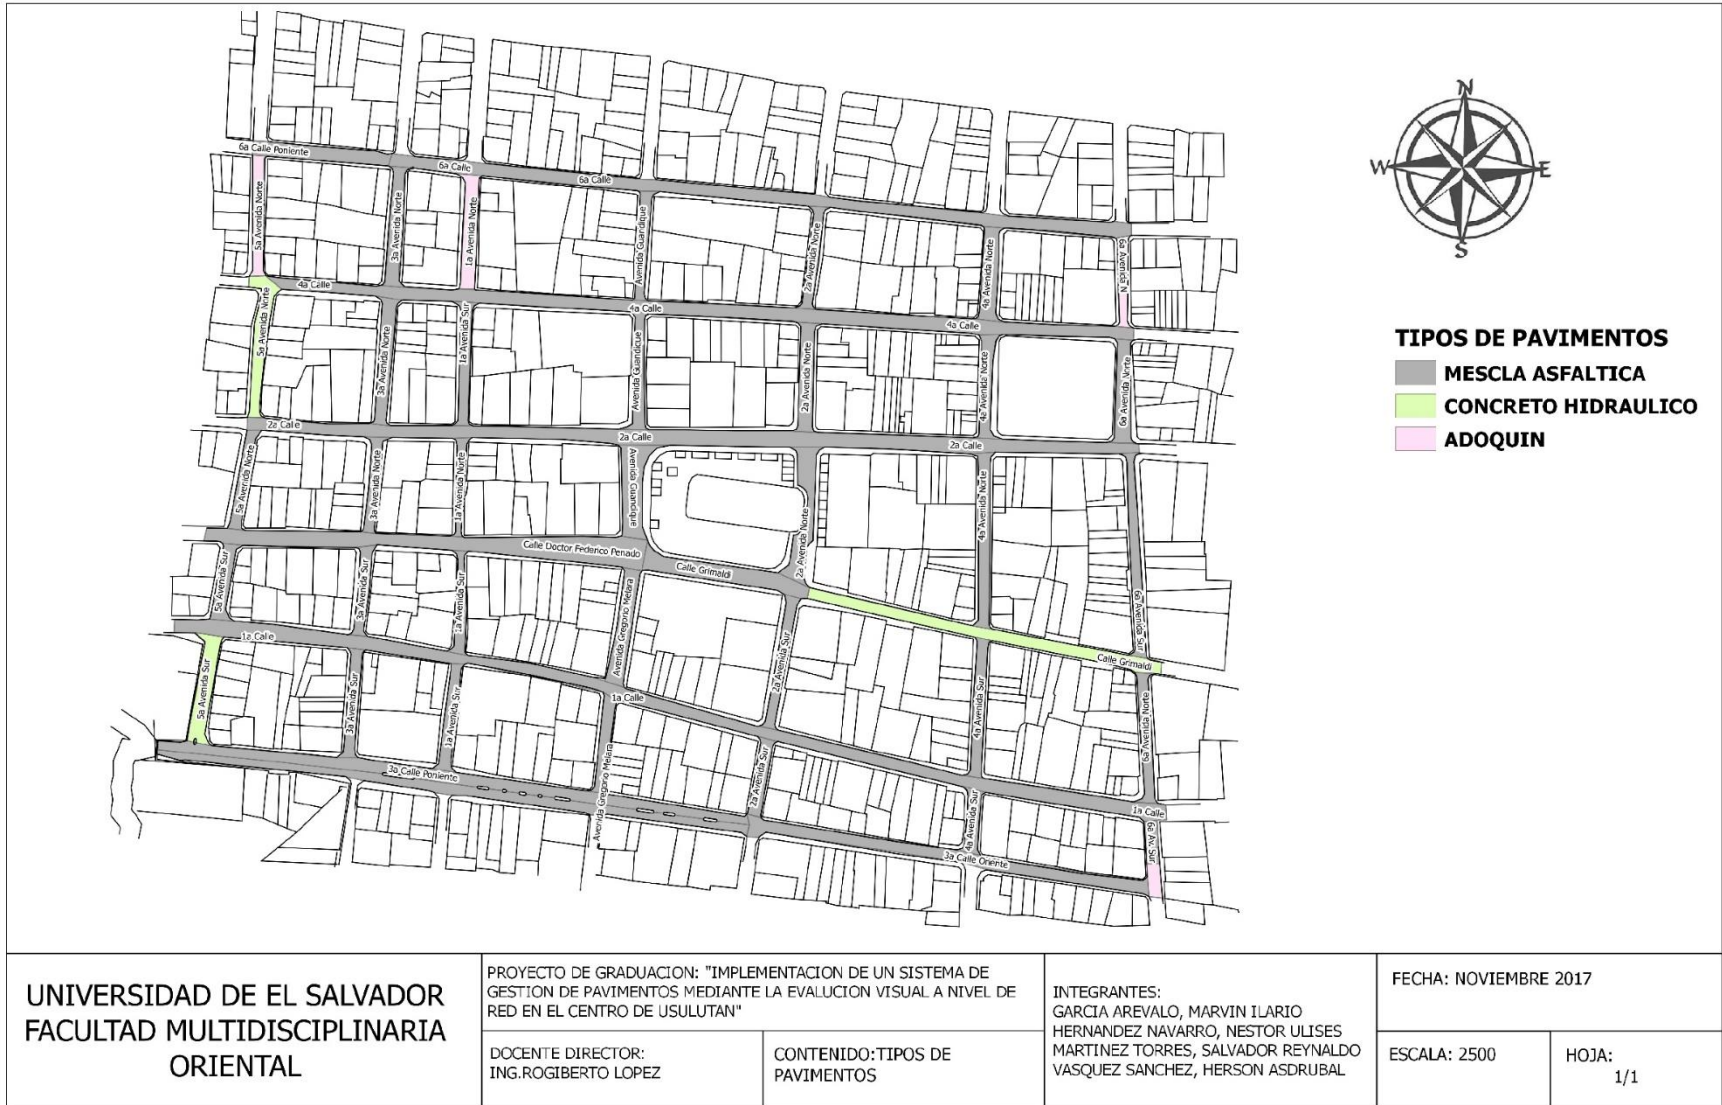 N
W
E
S
6a Calle Poniente
6a Calle
6a Calle
5a Avenida Norte
3a Avenida Norte
1a Avenida Norte
Avenida Guandique
2a Avenida Norte
4a Avenida Norte
6a Avenida N
4a Calle
4a Calle
4a Calle
5a Avenida Norte
3a Avenida Norte
1a Avenida Sur
Avenida Guandique
2a Avenida Norte
4a Avenida Norte
6a Avenida Norte
2a Calle
2a Calle
2a Calle
5a Avenida Norte
3a Avenida Norte
1a Avenida Norte
Avenida Guandique
2a Avenida Norte
4a Avenida Norte
6a Avenida Sur
Calle Doctor Federico Penado
Calle Grimaldi
Calle Grimaldi
5a Avenida Sur
3a Avenida Sur
1a Avenida Sur
Avenida Gregorio Melara
2a Avenida Sur
4a Avenida Sur
6a Avenida Norte
1a Calle
1a Calle
1a Calle
5a Avenida Sur
3a Avenida Sur
1a Avenida Sur
Avenida Gregorio Melara
2a Avenida Sur
4a Avenida Sur
6a Av. Sur
3a Calle Poniente
3a Calle Oriente
TIPOS DE PAVIMENTOS
MESCLA ASFALTICA
CONCRETO HIDRAULICO
ADOQUIN
UNIVERSIDAD DE EL SALVADOR
FACULTAD MULTIDISCIPLINARIA
ORIENTAL
PROYECTO DE GRADUACION: "IMPLEMENTACION DE UN SISTEMA DE
GESTION DE PAVIMENTOS MEDIANTE LA EVALUCION VISUAL A NIVEL DE
RED EN EL CENTRO DE USULUTAN"
DOCENTE DIRECTOR:
ING.ROGIBERTO LOPEZ
CONTENIDO:TIPOS DE
PAVIMENTOS
INTEGRANTES:
GARCIA AREVALO, MARVIN ILARIO
HERNANDEZ NAVARRO, NESTOR ULISES
MARTINEZ TORRES, SALVADOR REYNALDO
VASQUEZ SANCHEZ, HERSON ASDRUBAL
FECHA: NOVIEMBRE 2017
ESCALA: 2500
HOJA:
1/1